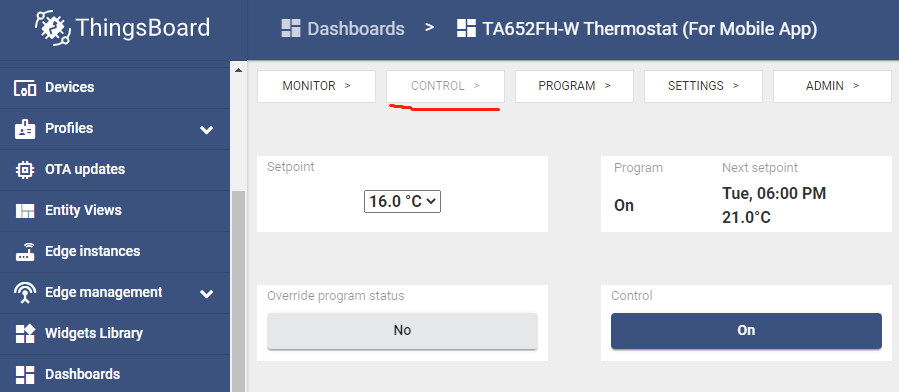 ThingsBoard
Dashboards > TA652FH-W Thermostat (For Mobile App)
Devices
Profiles
OTA updates
Entity Views
Edge instances
Edge management
Widgets Library
Dashboards
MONITOR > CONTROL > PROGRAM > SETTINGS > ADMIN >
Setpoint
16.0 °C
Program
On
Next setpoint
Tue, 06:00 PM
21.0°C
Override program status
No
Control
On